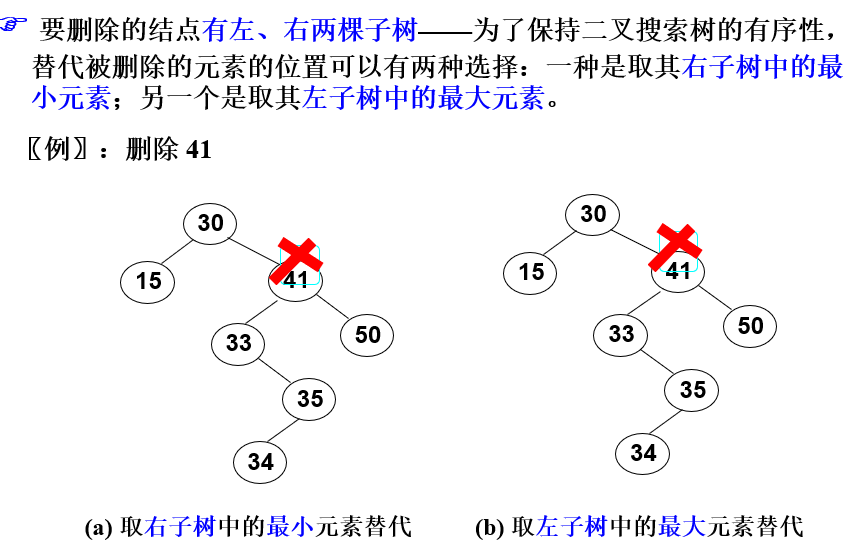 ☞ 要删除的结点有左、右两棵子树——为了保持二叉搜索树的有序性，
替代被删除的元素的位置可以有两种选择：一种是取其右子树中的最
小元素；另一个是取其左子树中的最大元素。
〖例〗：删除 41
30
15
41
33
50
35
34
30
15
41
33
50
35
34
(a) 取右子树中的最小元素替代
(b) 取左子树中的最大元素替代